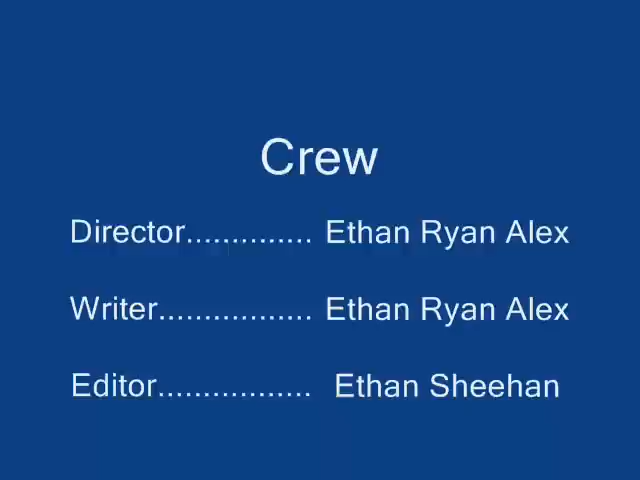 Crew
Director.............. Ethan Ryan Alex
Writer................. Ethan Ryan Alex
Editor................. Ethan Sheehan